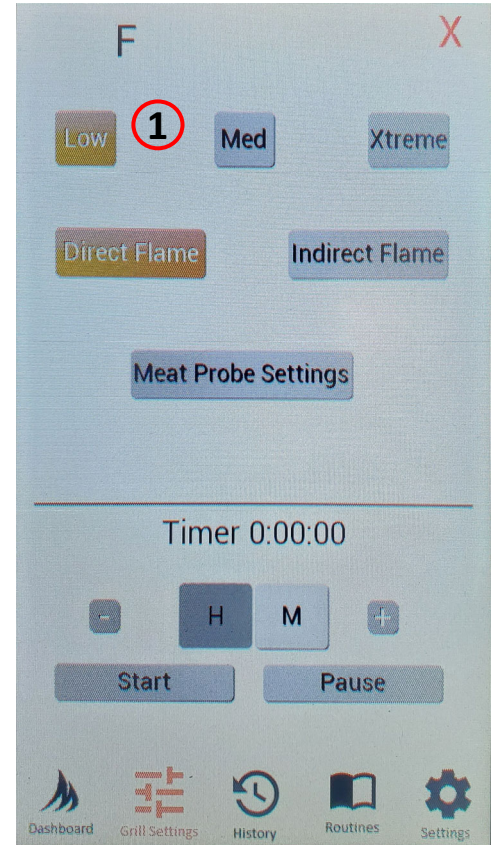 F X
Low 1 Med Xtreme
Direct Flame Indirect Flame
Meat Probe Settings
Timer 0:00:00
- H M +
Start Pause
Dashboard Grill Settings History Routines Settings